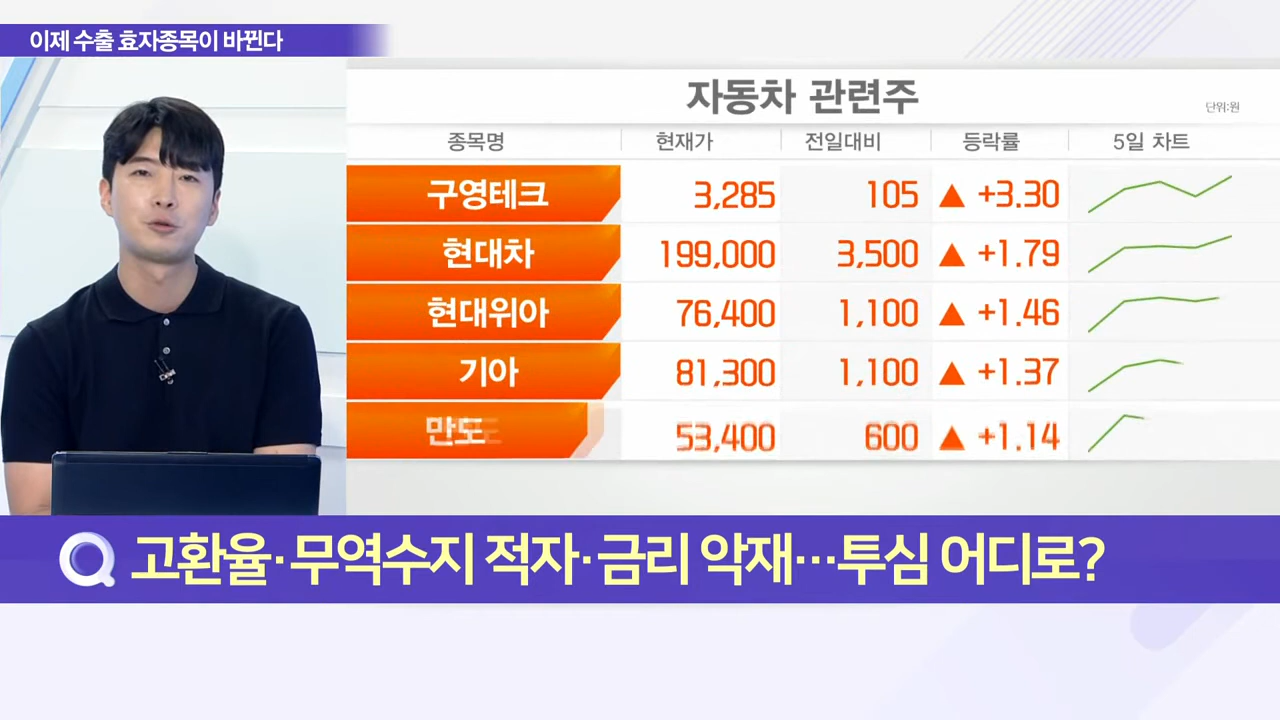 이제 수출 효자종목이 바뀐다
자동차 관련주
단위:원
종목명 현재가 전일대비 등락률 5일 차트
구영테크 3,285 105 ▲ +3.30
현대차 199,000 3,500 ▲ +1.79
현대위아 76,400 1,100 ▲ +1.46
기아 81,300 1,100 ▲ +1.37
만도 53,400 600 ▲ +1.14
Q 고환율·무역수지 적자·금리 악재…투심 어디로?